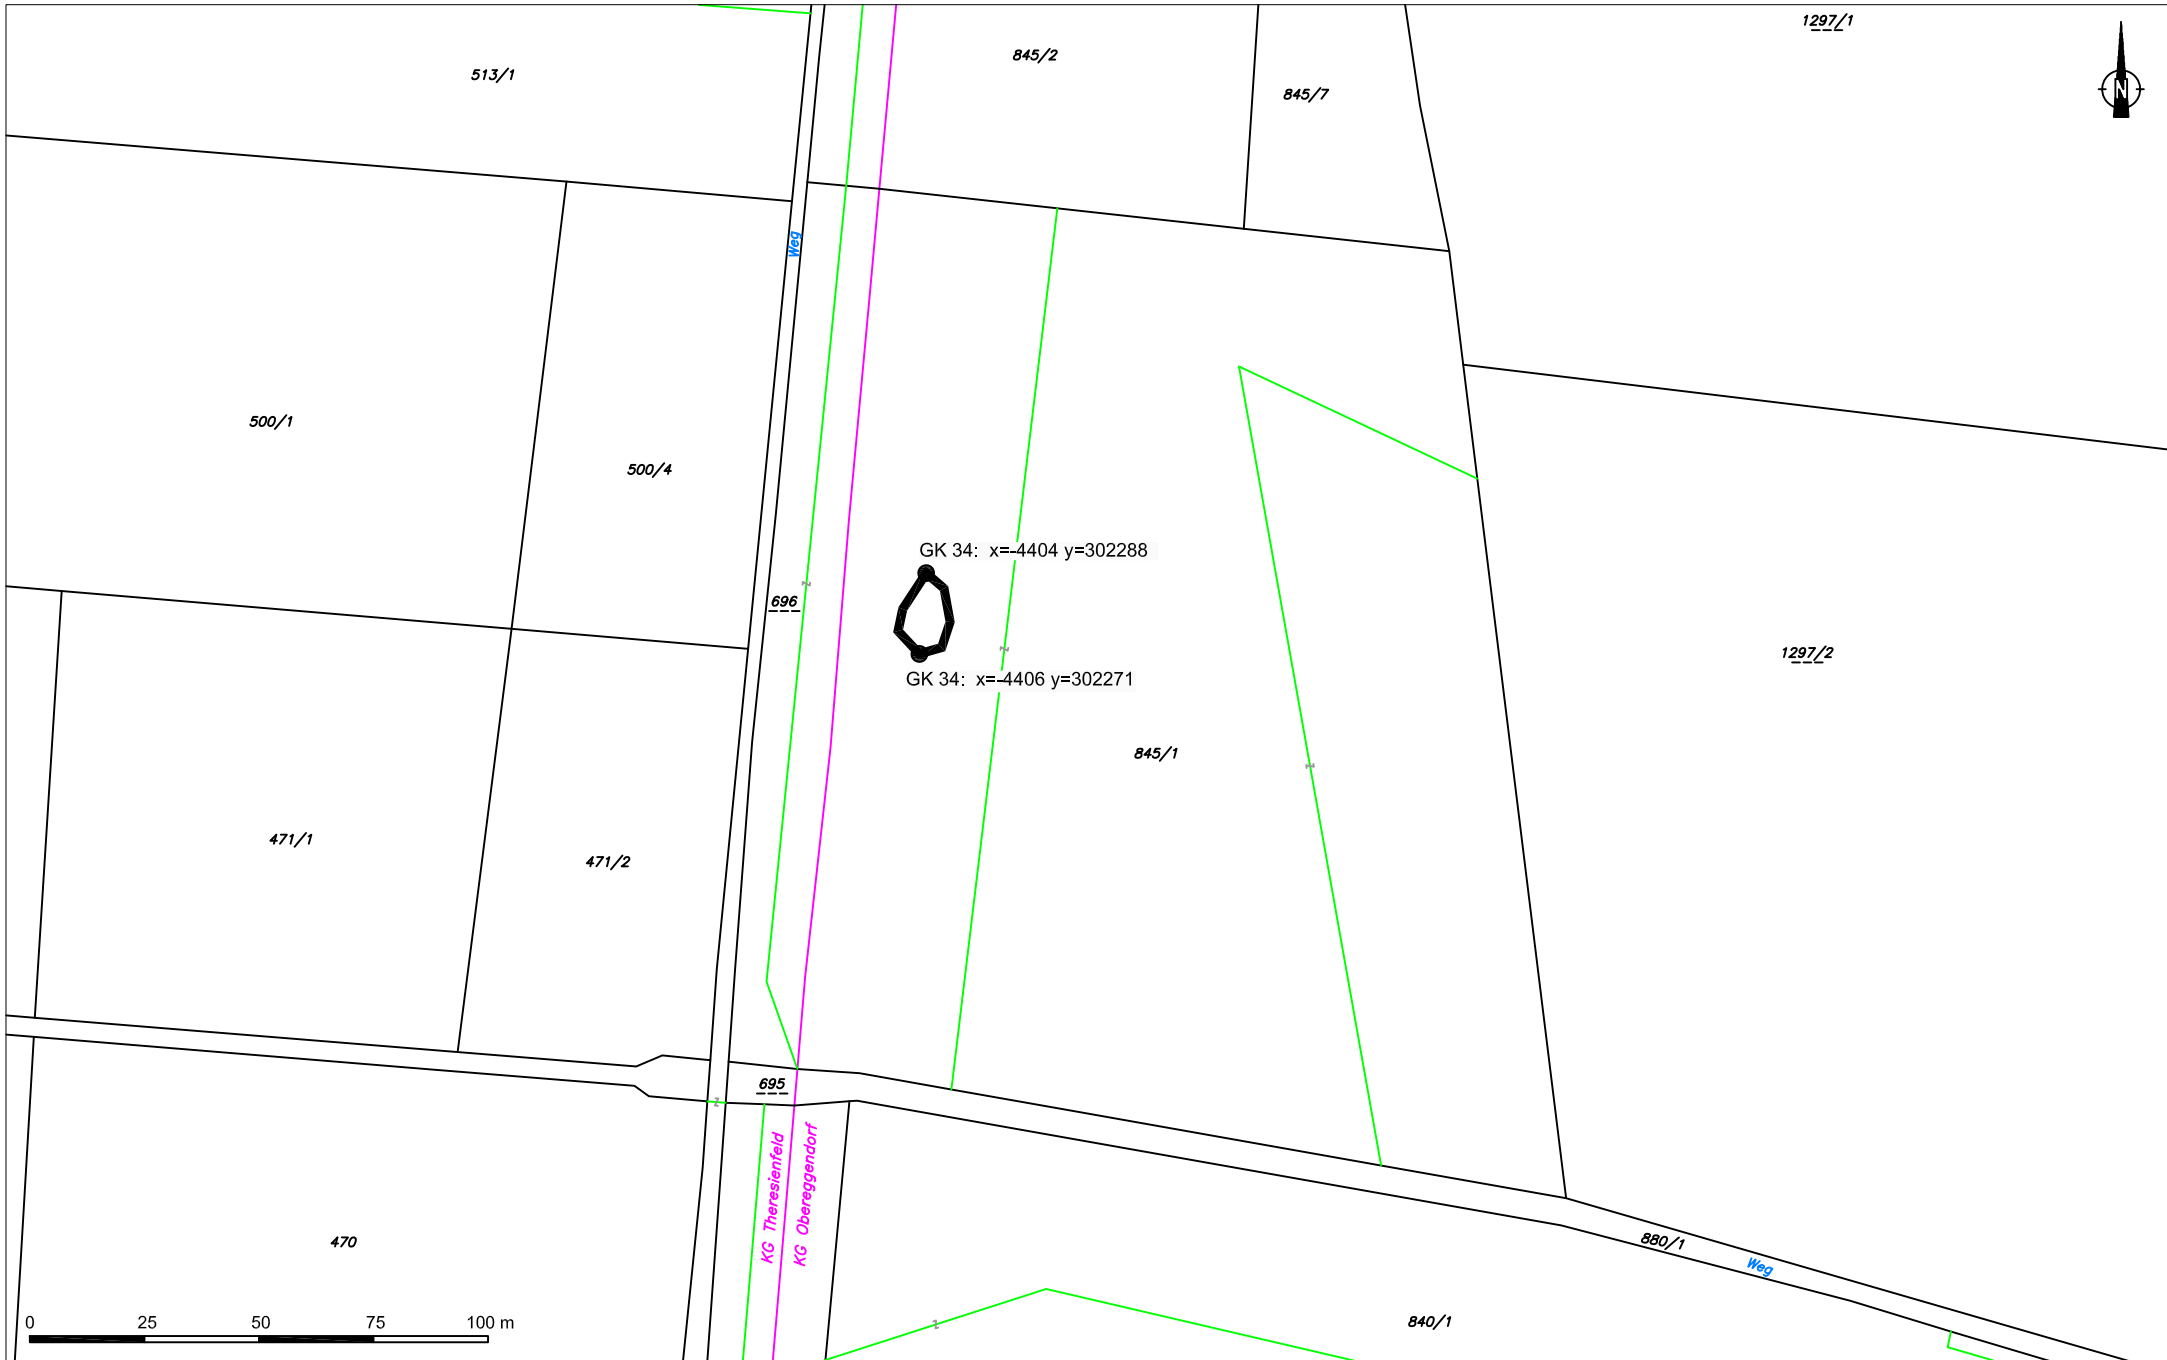 1297/1
845/2
513/1
845/7
N
Weg
500/1
500/4
GK 34: x=-4404 y=302288
696
1297/2
GK 34: x=-4406 y=302271
845/1
471/1
471/2
695
KG Theresienfeld
KG Obereggendorf
470
880/1
Weg
840/1
0 25 50 75 100 m